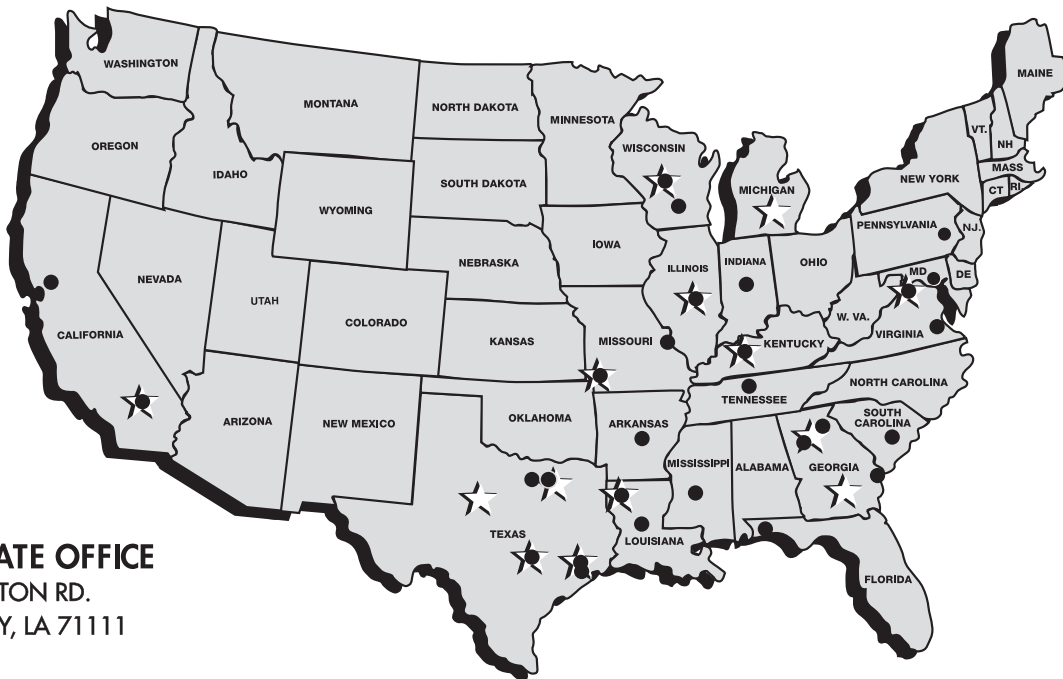 WASHINGTON
MONTANA
NORTH DAKOTA
MINNESOTA
MAINE
OREGON
IDAHO
SOUTH DAKOTA
WISCONSIN
MICHIGAN
NEW YORK
VT.
NH
MASS
CT
RI.
WYOMING
IOWA
PENNSYLVANIA
NJ.
NEVADA
NEBRASKA
ILLINOIS
INDIANA
OHIO
MD
DE
UTAH
COLORADO
W. VA.
CALIFORNIA
KANSAS
MISSOURI
KENTUCKY
VIRGINIA
ARIZONA
NEW MEXICO
OKLAHOMA
ARKANSAS
TENNESSEE
NORTH CAROLINA
SOUTH
CAROLINA
MISSISSIPPI
ALABAMA
GEORGIA
TEXAS
LOUISIANA
FLORIDA
ATE OFFICE
TON RD.
Y, LA 71111